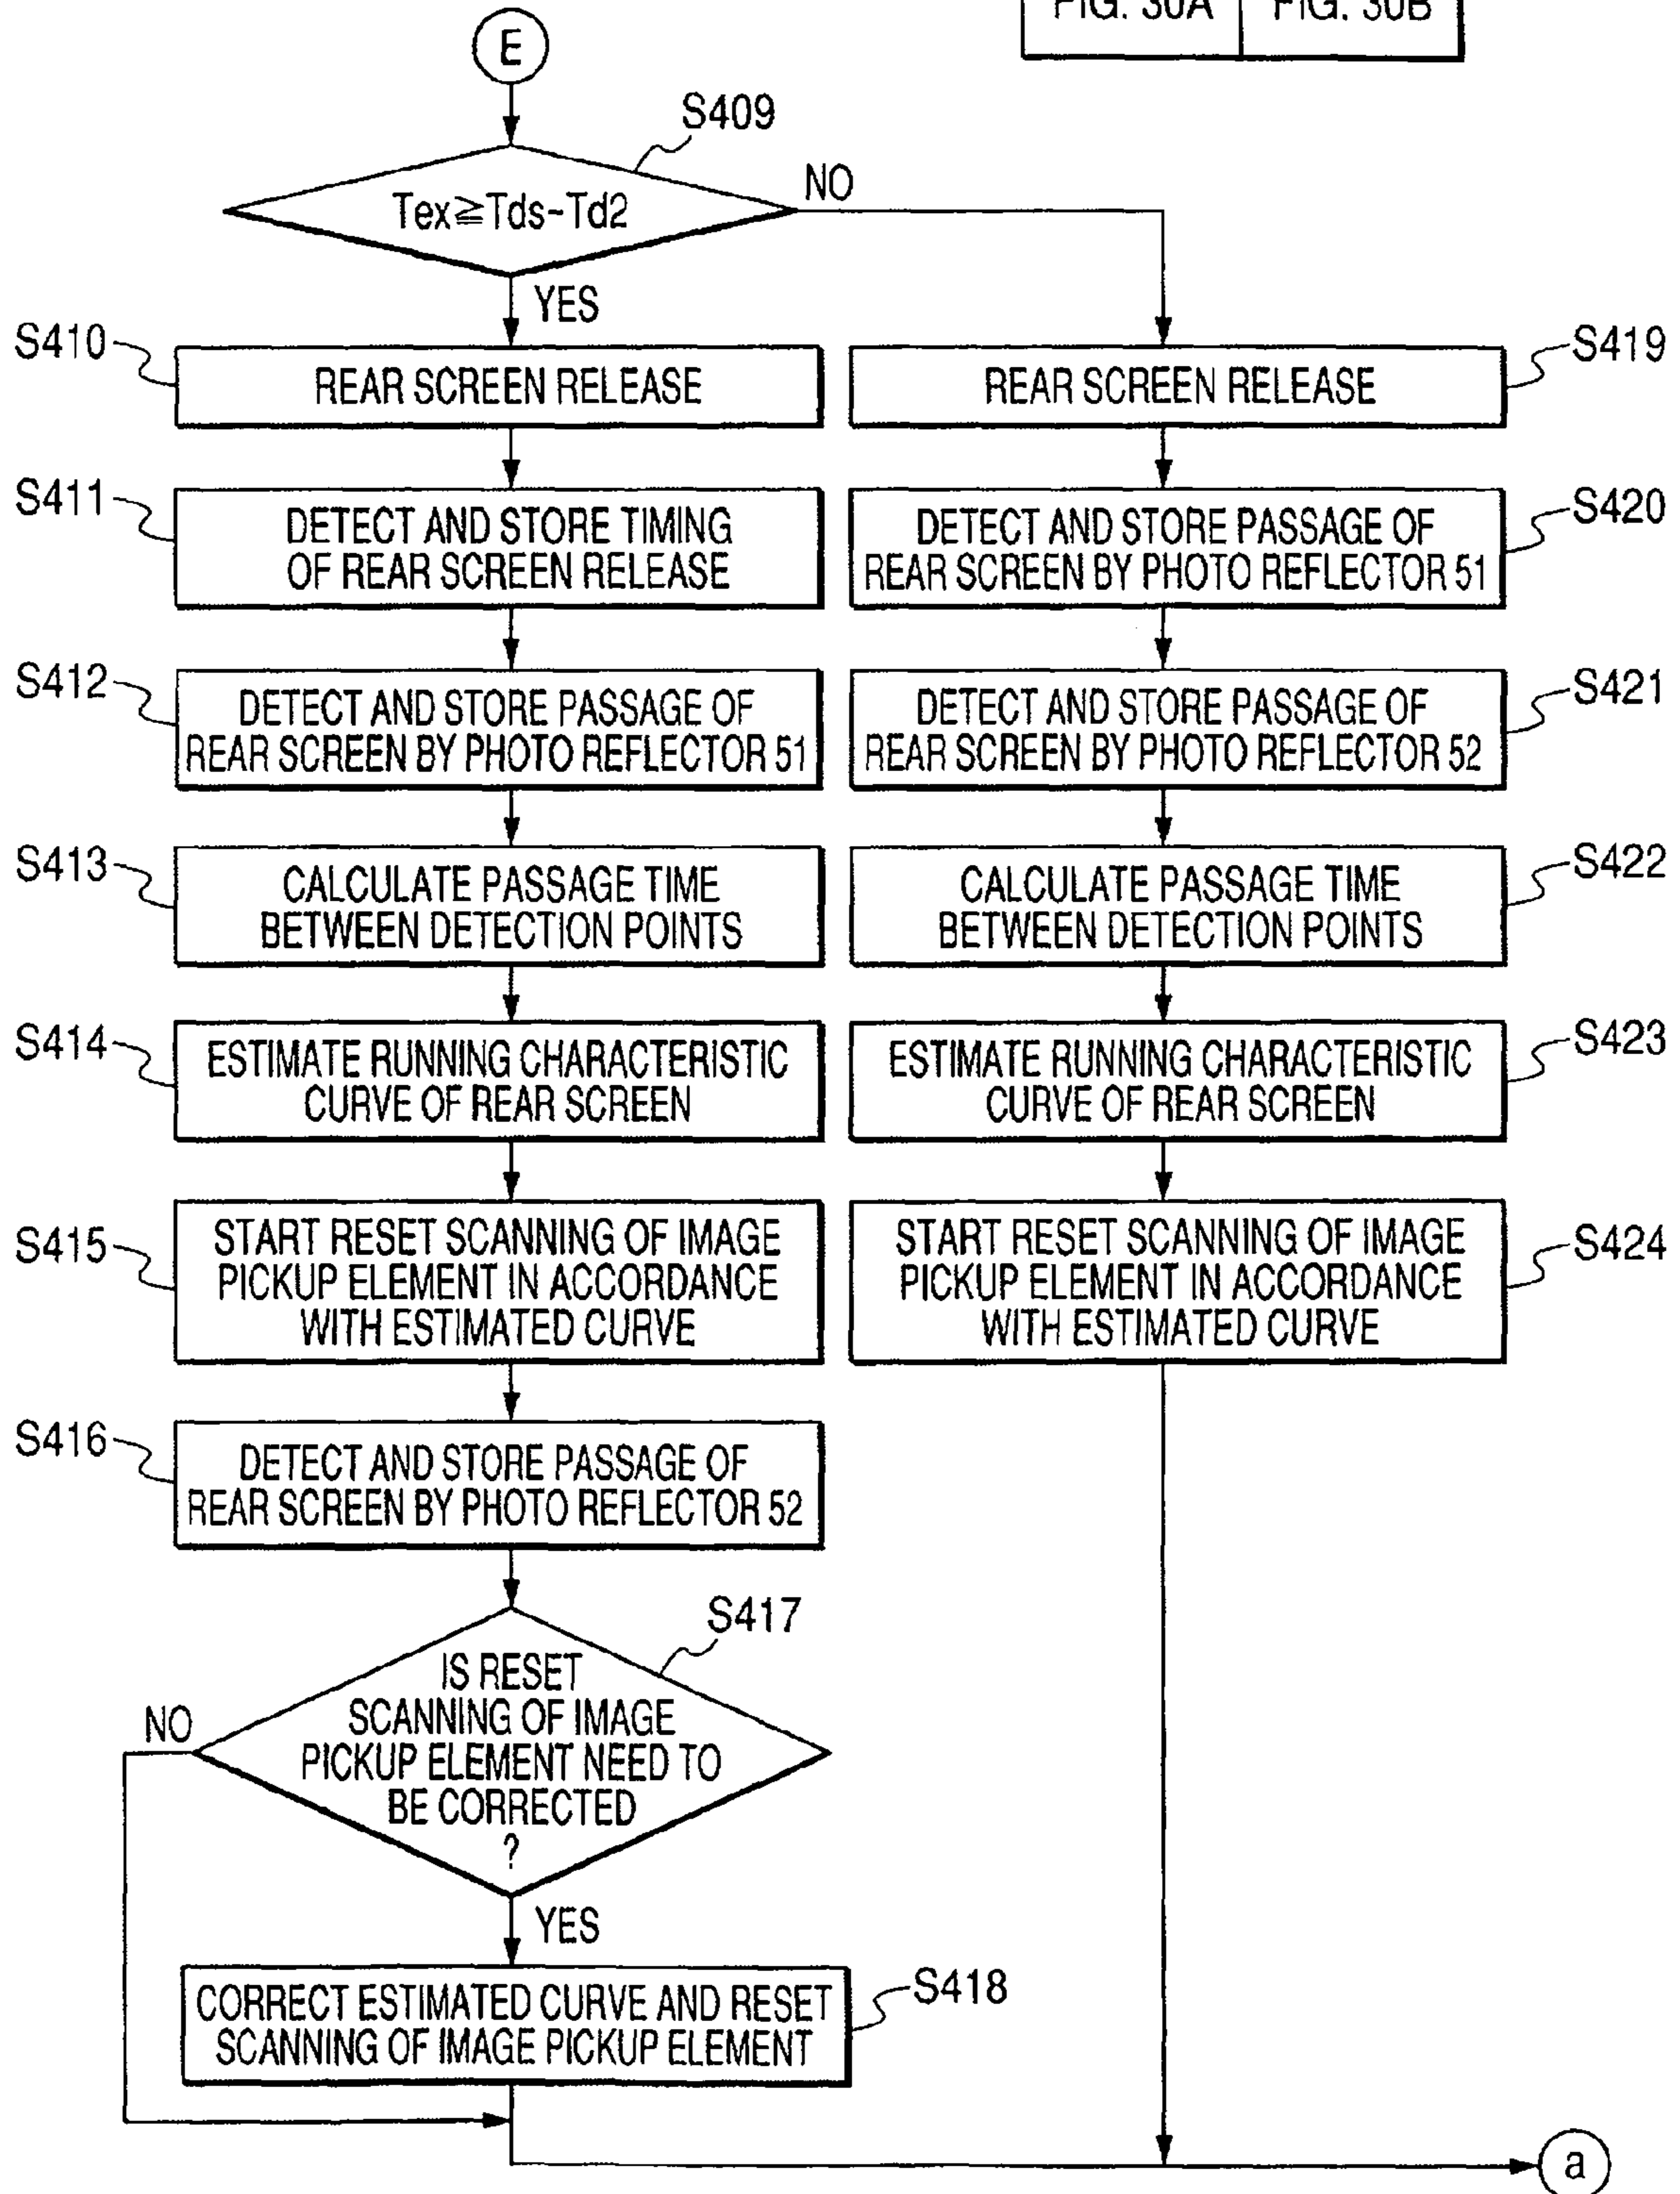 FIG. 30A FIG. 30B
E
S409
Tex≧Tds-Td2
NO
YES
S410
REAR SCREEN RELEASE
S411
DETECT AND STORE TIMING
OF REAR SCREEN RELEASE
S412
DETECT AND STORE PASSAGE OF
REAR SCREEN BY PHOTO REFLECTOR 51
S413
CALCULATE PASSAGE TIME
BETWEEN DETECTION POINTS
S414
ESTIMATE RUNNING CHARACTERISTIC
CURVE OF REAR SCREEN
S415
START RESET SCANNING OF IMAGE
PICKUP ELEMENT IN ACCORDANCE
WITH ESTIMATED CURVE
S416
DETECT AND STORE PASSAGE OF
REAR SCREEN BY PHOTO REFLECTOR 52
S417
IS RESET
SCANNING OF IMAGE
PICKUP ELEMENT NEED TO
BE CORRECTED
?
NO
YES
S418
CORRECT ESTIMATED CURVE AND RESET
SCANNING OF IMAGE PICKUP ELEMENT
S419
REAR SCREEN RELEASE
S420
DETECT AND STORE PASSAGE OF
REAR SCREEN BY PHOTO REFLECTOR 51
S421
DETECT AND STORE PASSAGE OF
REAR SCREEN BY PHOTO REFLECTOR 52
S422
CALCULATE PASSAGE TIME
BETWEEN DETECTION POINTS
S423
ESTIMATE RUNNING CHARACTERISTIC
CURVE OF REAR SCREEN
S424
START RESET SCANNING OF IMAGE
PICKUP ELEMENT IN ACCORDANCE
WITH ESTIMATED CURVE
a